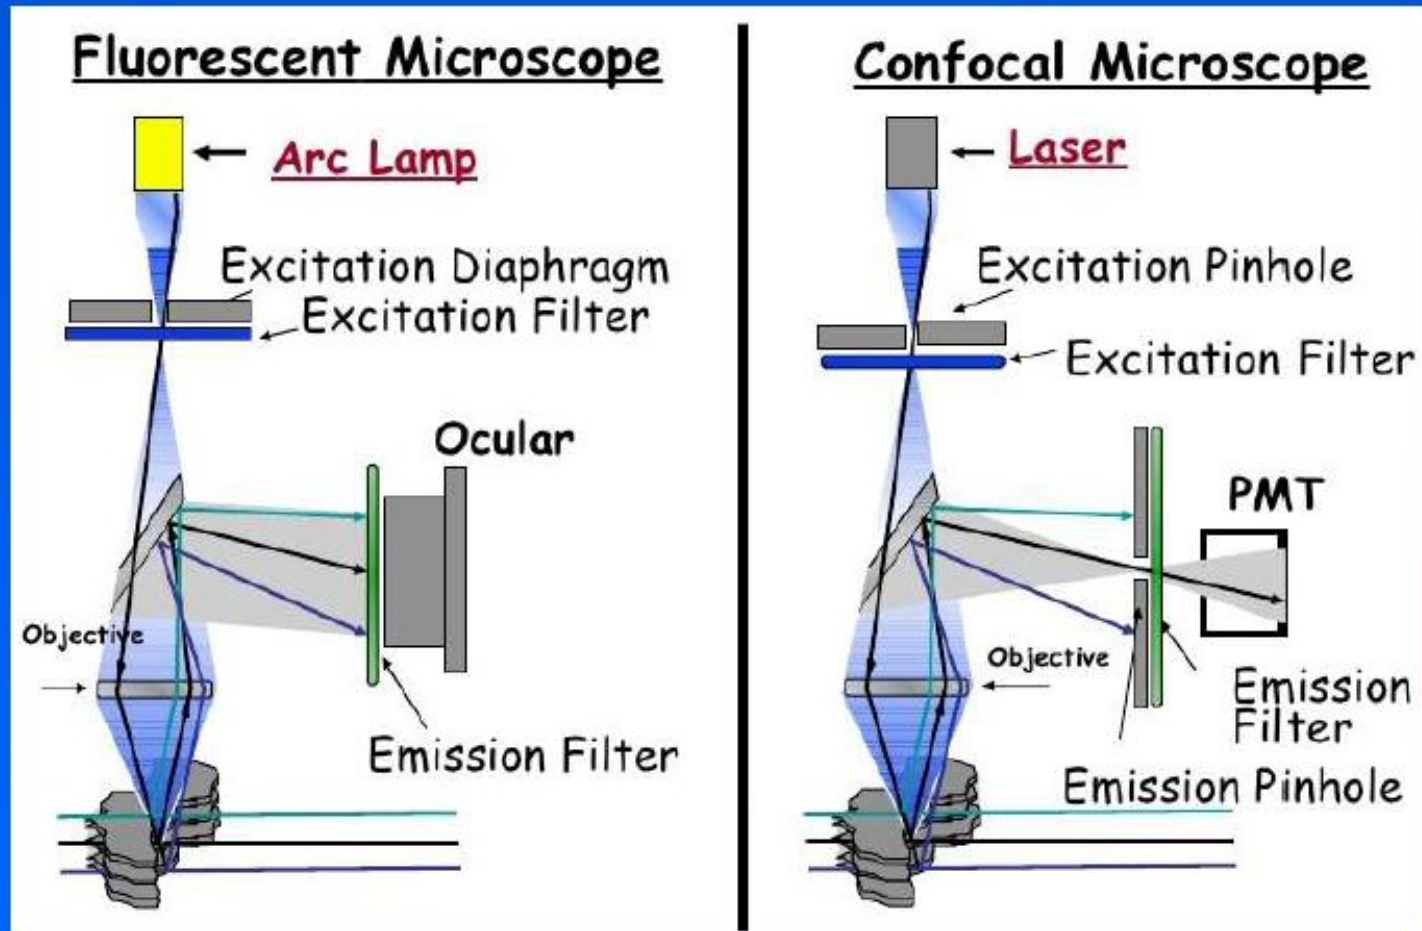 Fluorescent Microscope
Arc Lamp
Excitation Diaphragm
Excitation Filter
Ocular
Objective
Emission Filter
Confocal Microscope
Laser
Excitation Pinhole
Excitation Filter
PMT
Objective
Emission
Filter
Emission Pinhole